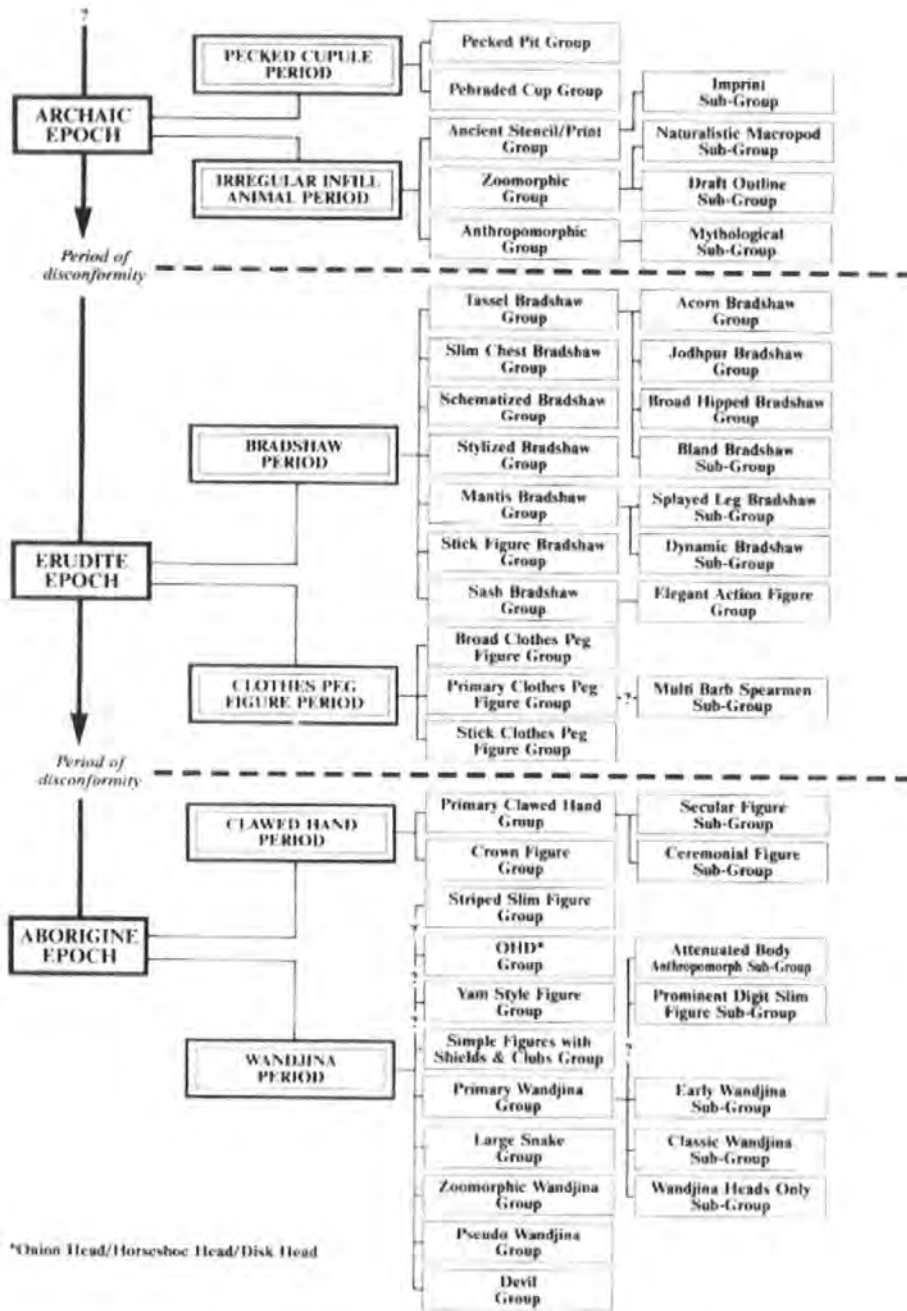 ?
PECKED CUPULE
PERIOD
Pecked Pit Group
Pebraded Cup Group
ARCHAIC
EPOCH
Ancient Stencil/Print
Group
Imprint
Sub-Group
IRREGULAR INFILL
ANIMAL PERIOD
Zoomorphic
Group
Naturalistic Macropod
Sub-Group
Draft Outline
Sub-Group
Anthropomorphic
Group
Mythological
Sub-Group
Period of
disconformity
Tassel Bradshaw
Group
Acorn Bradshaw
Group
Slim Chest Bradshaw
Group
Jodhpur Bradshaw
Group
Schematized Bradshaw
Group
Broad Hipped Bradshaw
Group
BRADSHAW
PERIOD
Stylized Bradshaw
Group
Bland Bradshaw
Sub-Group
Mantis Bradshaw
Group
Splayed Leg Bradshaw
Sub-Group
ERUDITE
EPOCH
Stick Figure Bradshaw
Group
Dynamic Bradshaw
Sub-Group
Sash Bradshaw
Group
Elegant Action Figure
Group
CLOTHES PEG
FIGURE PERIOD
Broad Clothes Peg
Figure Group
Primary Clothes Peg
Figure Group
?
Multi Barb Spearmen
Sub-Group
Stick Clothes Peg
Figure Group
Period of
disconformity
CLAWED HAND
PERIOD
Primary Clawed Hand
Group
Secular Figure
Sub-Group
Crown Figure
Group
Ceremonial Figure
Sub-Group
ABORIGINE
EPOCH
Striped Slim Figure
Group
OHD*
Group
Attenuated Body
Anthropomorph Sub-Group
Yam Style Figure
Group
Prominent Digit Slim
Figure Sub-Group
WANDJINA
PERIOD
Simple Figures with
Shields & Clubs Group
?
Primary Wandjina
Group
Early Wandjina
Sub-Group
Large Snake
Group
Classic Wandjina
Sub-Group
Zoomorphic Wandjina
Group
Wandjina Heads Only
Sub-Group
Pseudo Wandjina
Group
Devil
Group
*Onion Head/Horseshoe Head/Disk Head